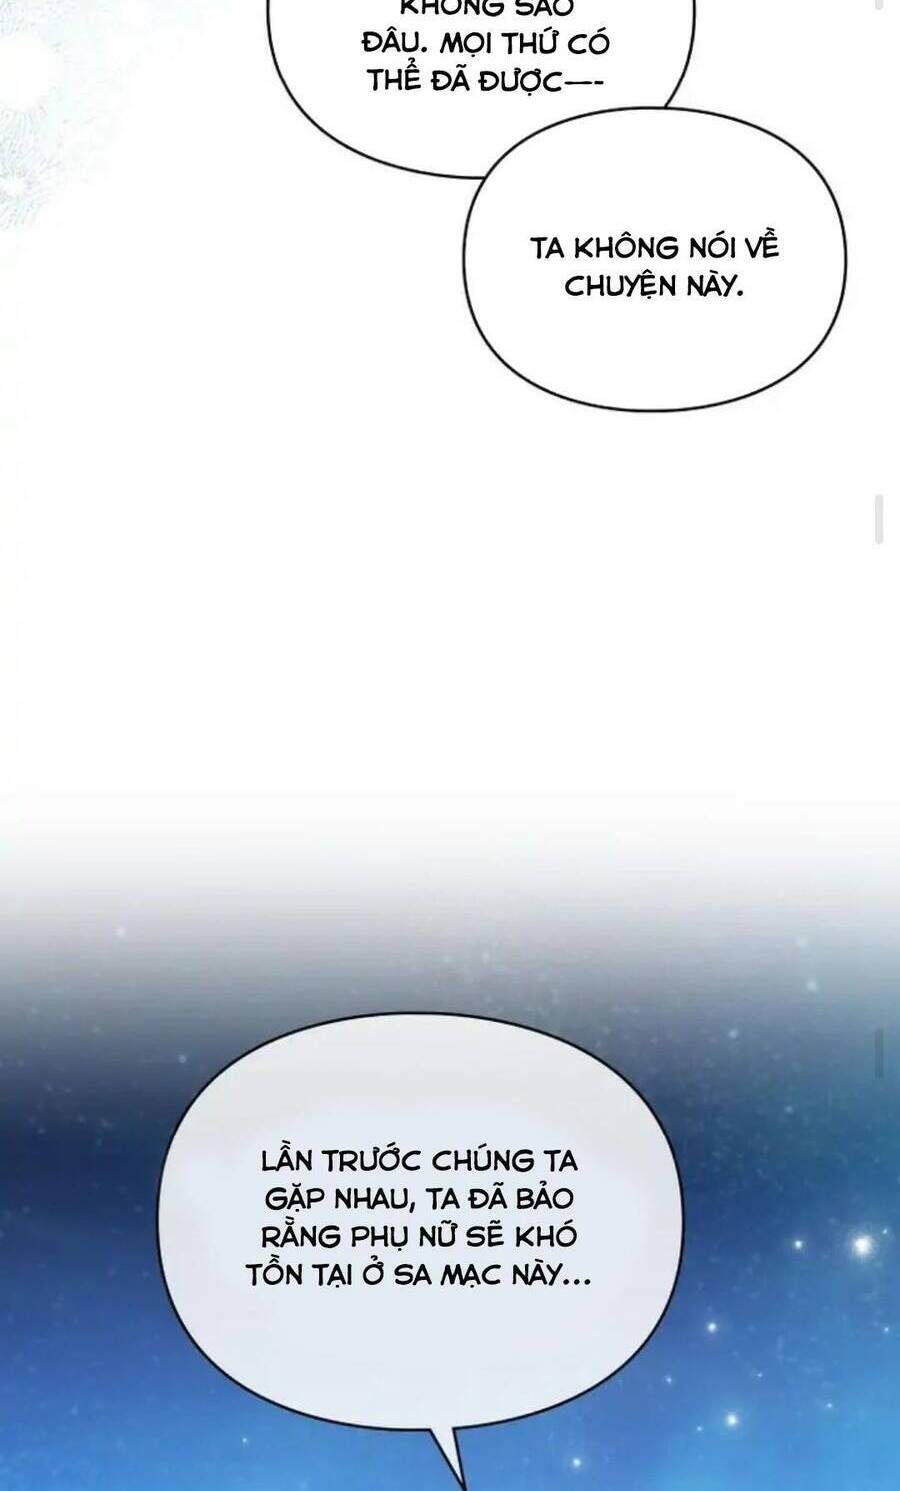 KHÔNG SAO
ĐÂU. MỌI THỨ CÓ
THỂ ĐÃ ĐƯỢC—-
TA KHÔNG NÓI VỀ
CHUYỆN NÀY.
LẦN TRƯỚC CHÚNG TA
GẶP NHAU, TA ĐÃ BẢO
RẰNG PHỤ NỮ SẼ KHÓ
TỒN TẠI Ở SA MẠC NÀY...